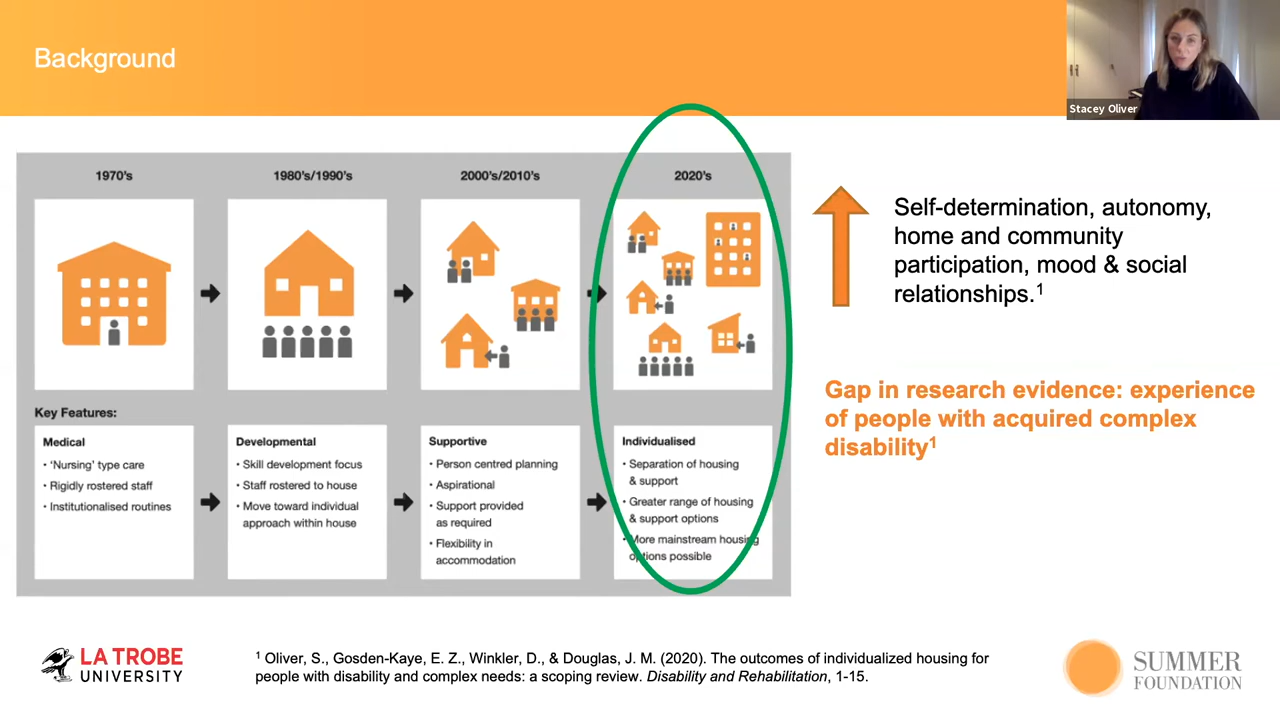 Background
Stacey Oliver
1970's
1980's/1990's
2000's/2010's
2020's
Key Features:
Medical
• 'Nursing' type care
• Rigidly rostered staff
• Institutionalised routines
Developmental
• Skill development focus
• Staff rostered to house
• Move toward individual
approach within house
Supportive
• Person centred planning
• Aspirational
• Support provided
as required
• Flexibility in
accommodation
Individualised
• Separation of housing
& support
• Greater range of housing
& support options
• More mainstream housing
options possible
Self-determination, autonomy,
home and community
participation, mood & social
relationships.¹
Gap in research evidence: experience
of people with acquired complex
disability¹
LA TROBE
UNIVERSITY
¹ Oliver, S., Gosden-Kaye, E. Z., Winkler, D., & Douglas, J. M. (2020). The outcomes of individualized housing for
people with disability and complex needs: a scoping review. Disability and Rehabilitation, 1-15.
SUMMER
FOUNDATION